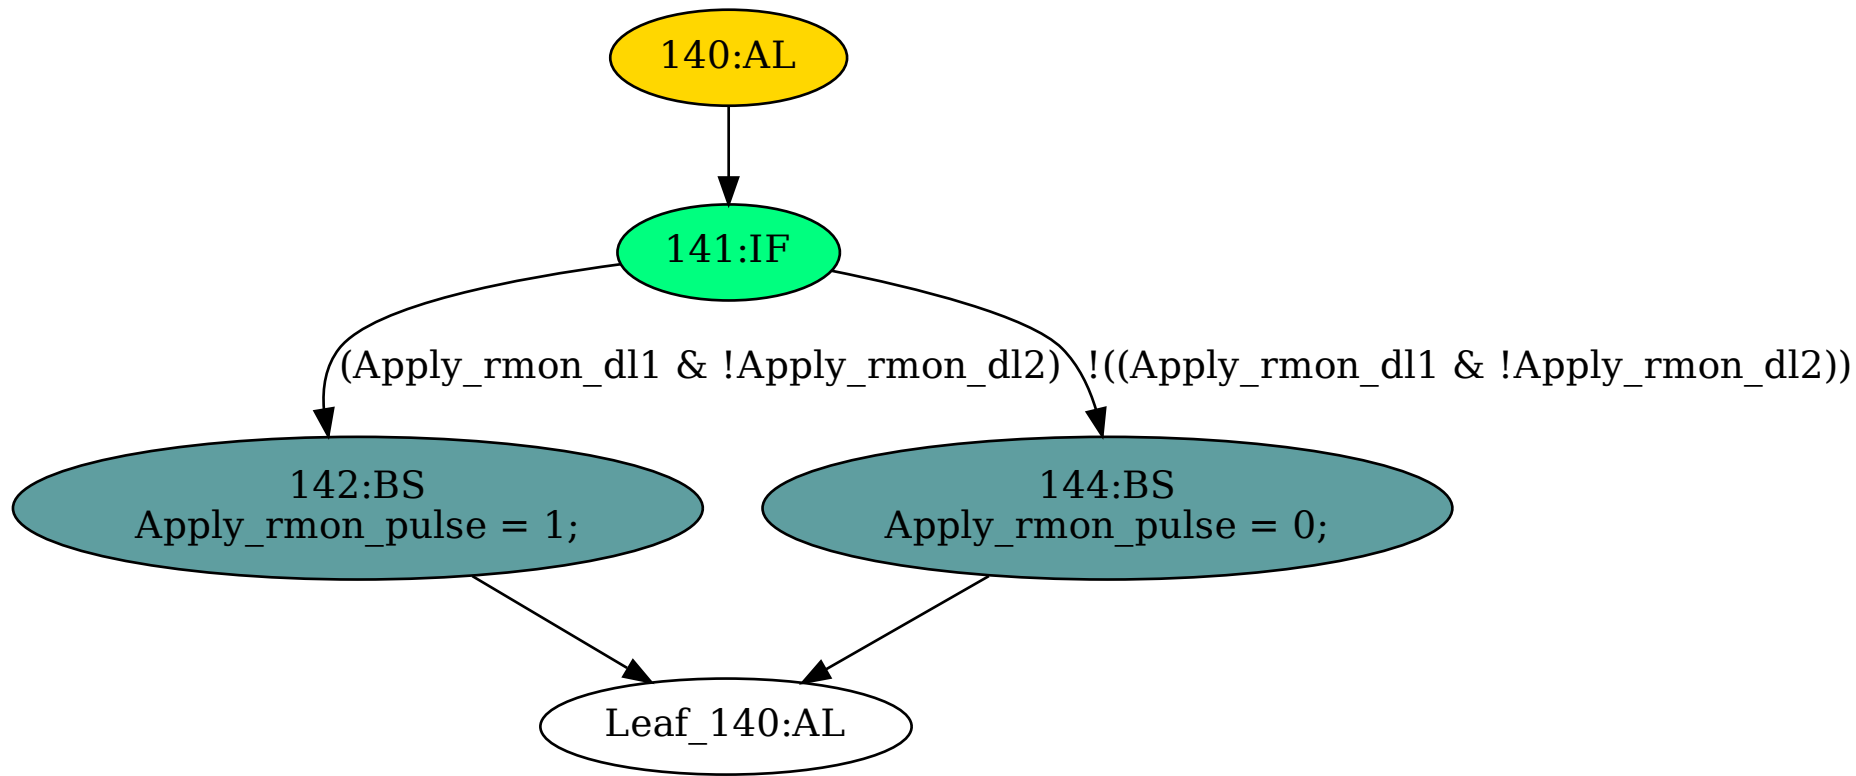 140:AL
141:IF
(Apply_rmon_dl1 & !Apply_rmon_dl2)
!((Apply_rmon_dl1 & !Apply_rmon_dl2))
142:BS
Apply_rmon_pulse = 1;
144:BS
Apply_rmon_pulse = 0;
Leaf_140:AL